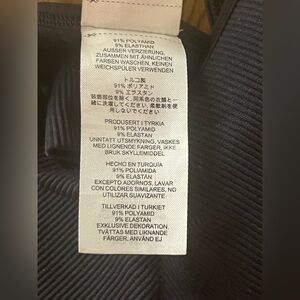 91% POLYAMID
9% ELASTHAN
AUSSER VERZIERUNG,
ZUSAMMEN MIT ÄHNLICHEN
FARBEN WASCHEN, KEINEN
WEICHSPÜLER VERWENDEN
トルコ製
91% ポリアミド
9% エラスタン
装飾部位を除く、同系色の衣類と一
緒に洗濯してください、柔軟剤を使
用しないでください
PRODUSERT I TYRKIA
91% POLYAMID
9% ELASTAN
UNNTATT UTSMYKNING, VASKES
MED LIGNENDE FARGER, IKKE
BRUK SKYLLEMIDDEL
HECHO EN TURQUÍA
91% POLIAMIDA
9% ELASTÁN
EXCEPTO ADORNOS, LAVAR
CON COLORES SIMILARES, NO
UTILIZAR SUAVIZANTE
TILLVERKAD I TURKIET
91% POLYAMID
9% ELASTAN
EXKLUSIVE DEKORATION,
TVÄTTAS MED LIKNANDE
FÄRGER, ANVÄND EJ